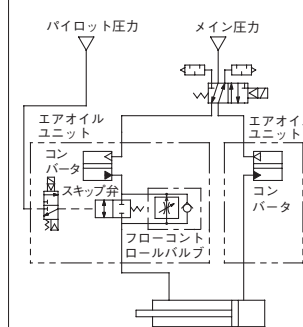 パイロット圧力
メイン圧力
エアオイル
ユニット
エアオイル
ユニット
コン
バータ
スキップ弁
コン
バータ
フローコント
ロールバルブ